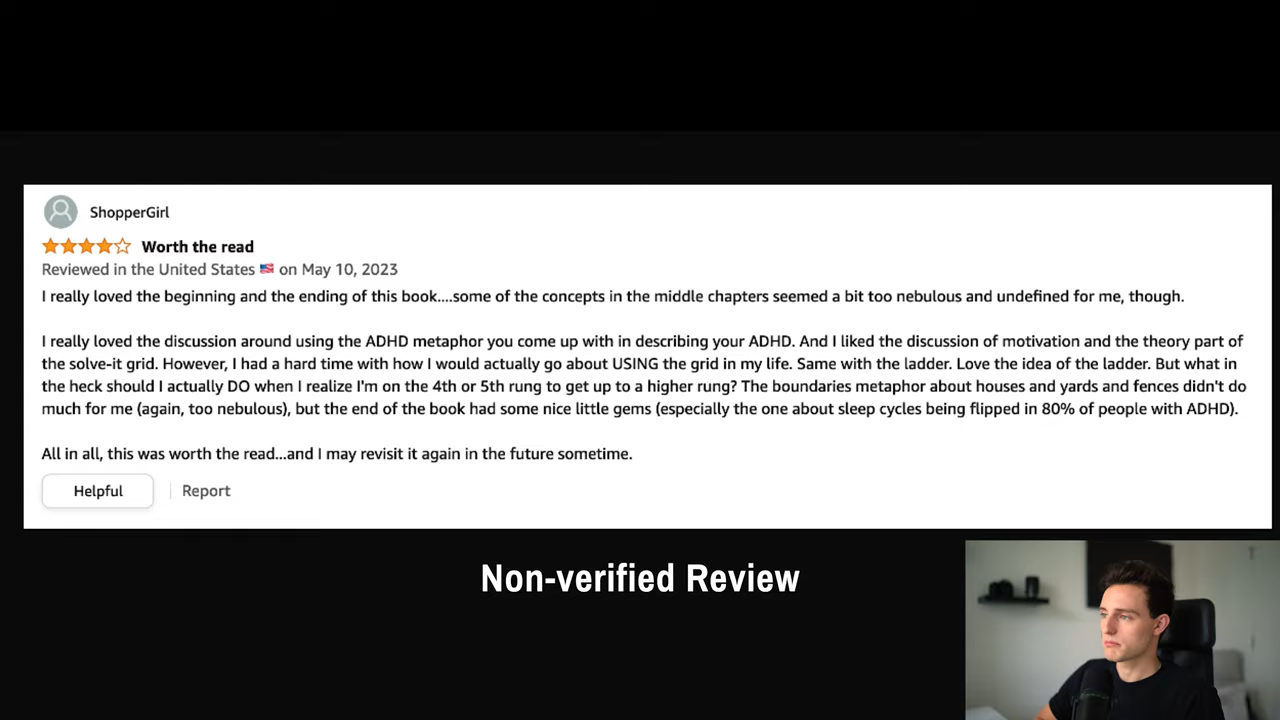 ShopperGirl
Worth the read
Reviewed in the United States on May 10, 2023
I really loved the beginning and the ending of this book....some of the concepts in the middle chapters seemed a bit too nebulous and undefined for me, though.
I really loved the discussion around using the ADHD metaphor you come up with in describing your ADHD. And I liked the discussion of motivation and the theory part of
the solve-it grid. However, I had a hard time with how I would actually go about USING the grid in my life. Same with the ladder. Love the idea of the ladder. But what in
the heck should I actually DO when I realize I'm on the 4th or 5th rung to get up to a higher rung? The boundaries metaphor about houses and yards and fences didn't do
much for me (again, too nebulous), but the end of the book had some nice little gems (especially the one about sleep cycles being flipped in 80% of people with ADHD).
All in all, this was worth the read...and I may revisit it again in the future sometime.
Helpful
Report
Non-verified Review